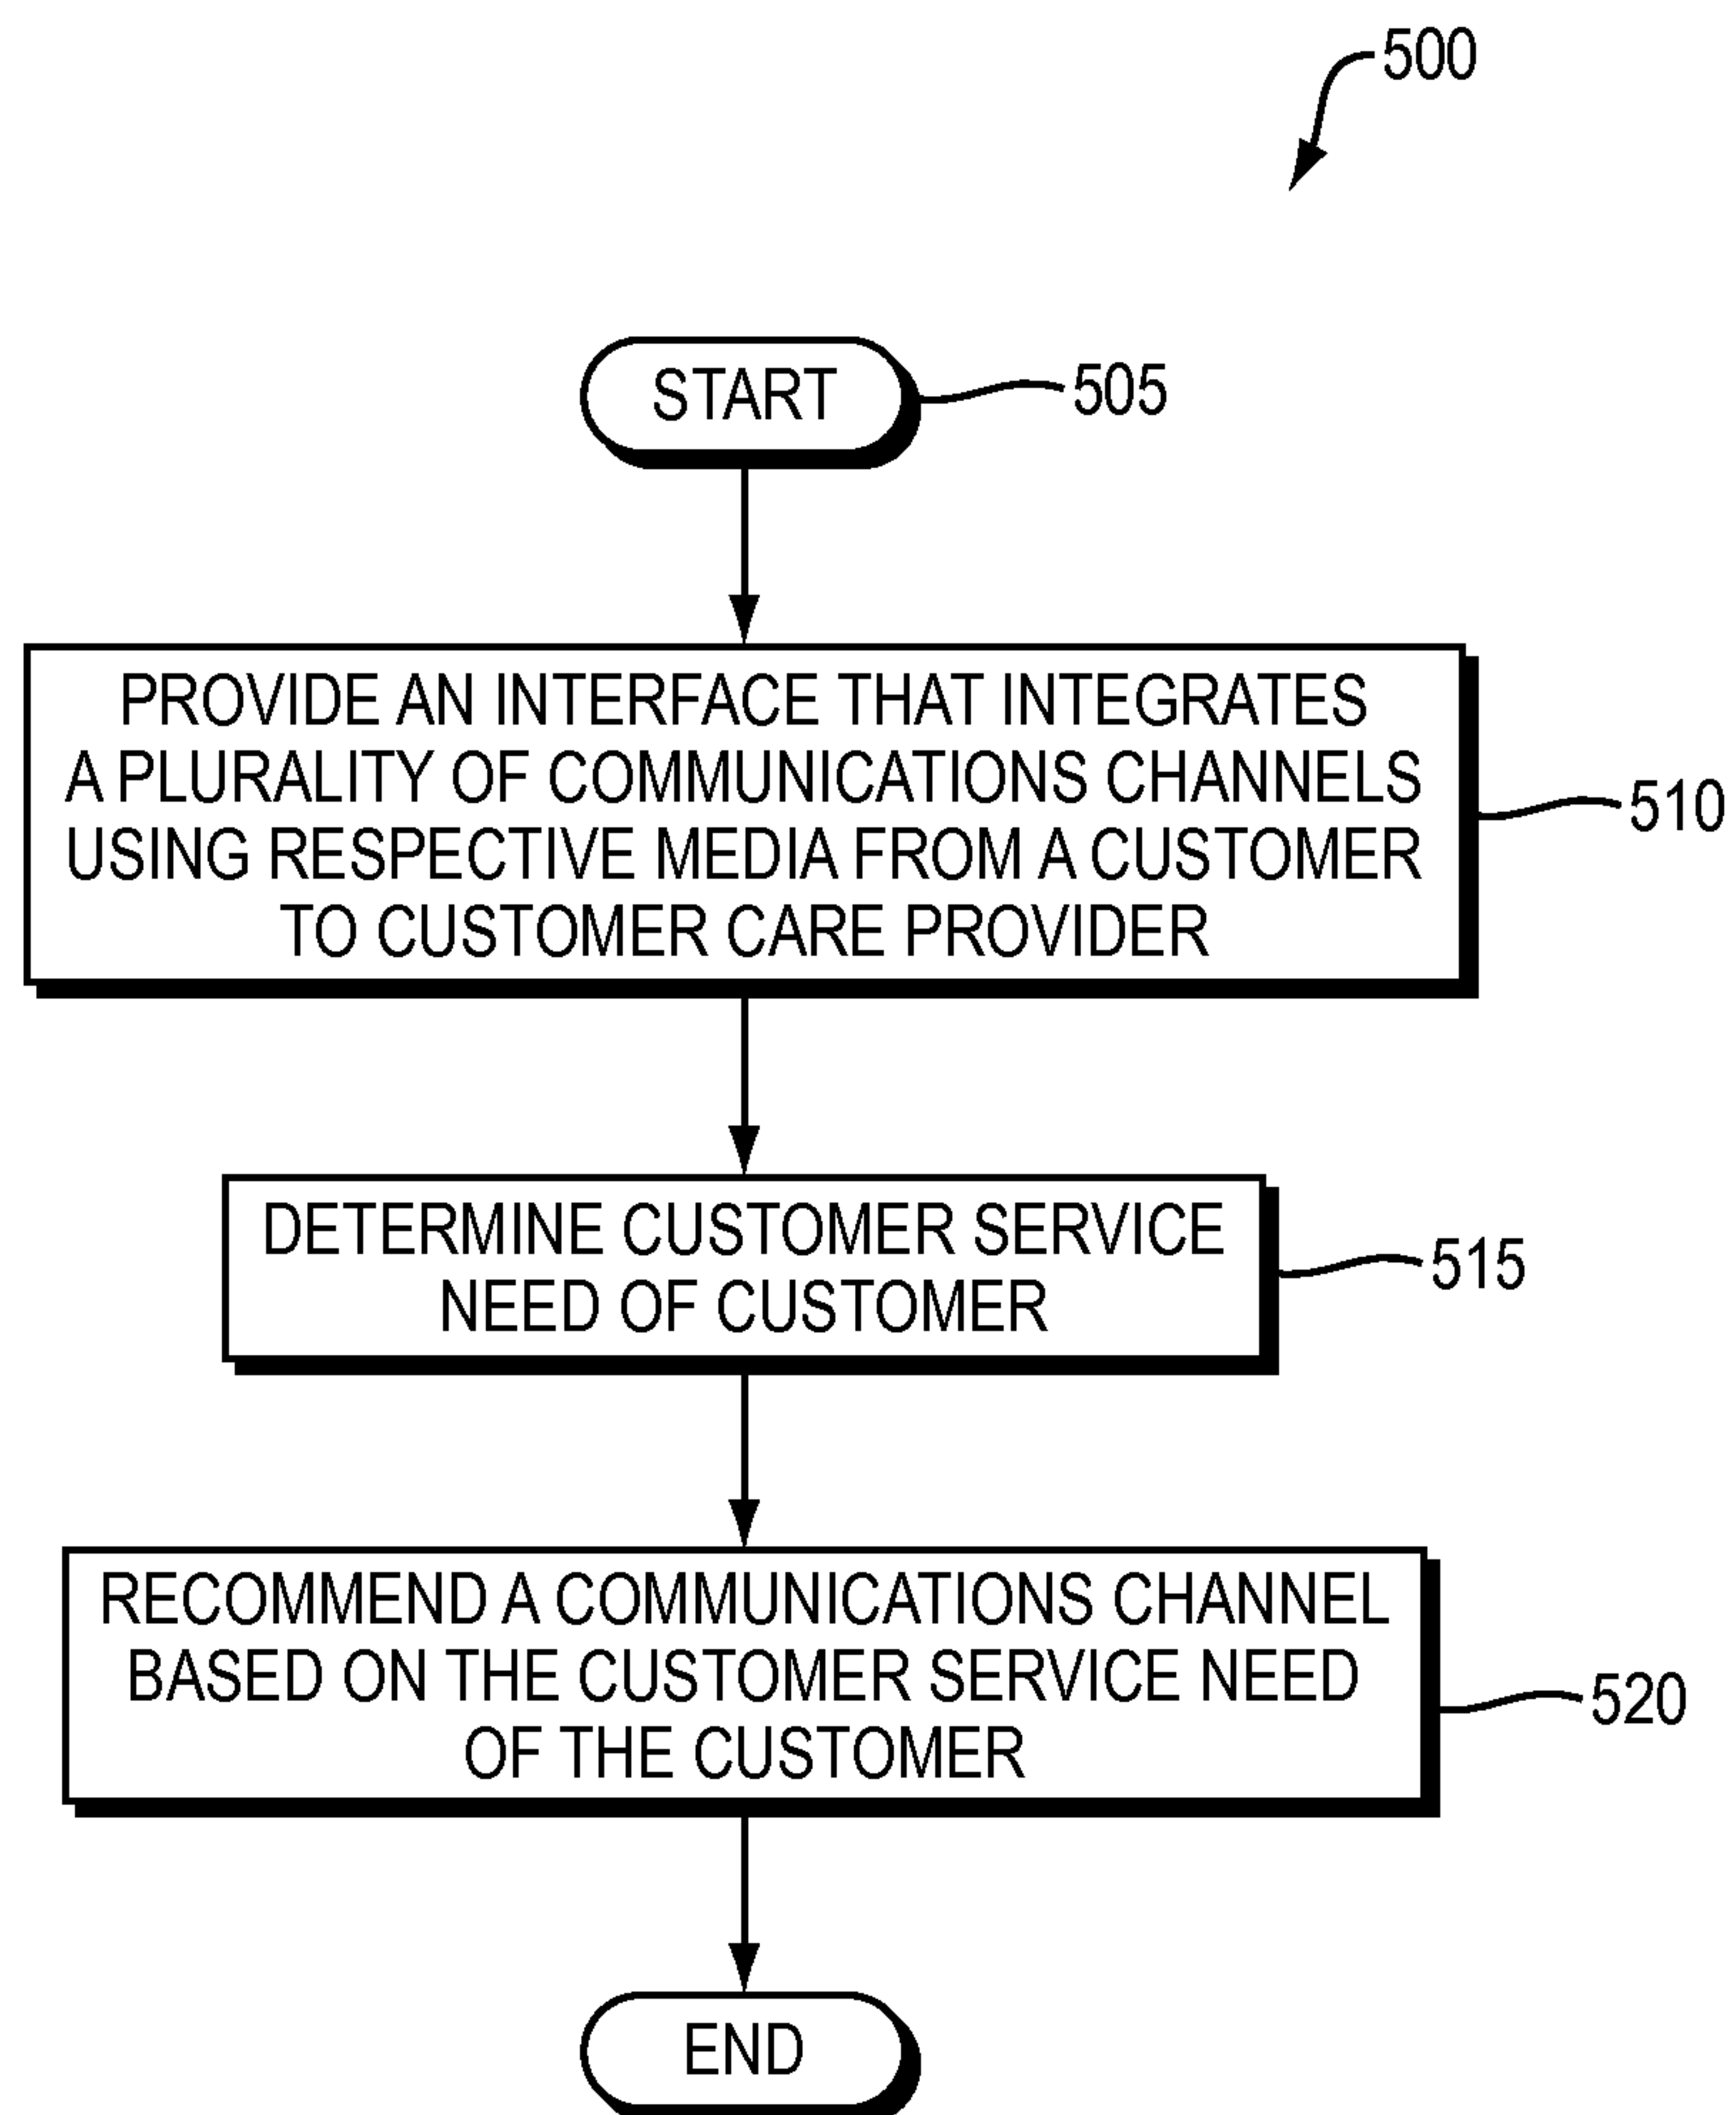 500
START
505
PROVIDE AN INTERFACE THAT INTEGRATES
A PLURALITY OF COMMUNICATIONS CHANNELS
USING RESPECTIVE MEDIA FROM A CUSTOMER
TO CUSTOMER CARE PROVIDER
510
DETERMINE CUSTOMER SERVICE
NEED OF CUSTOMER
515
RECOMMEND A COMMUNICATIONS CHANNEL
BASED ON THE CUSTOMER SERVICE NEED
OF THE CUSTOMER
520
END